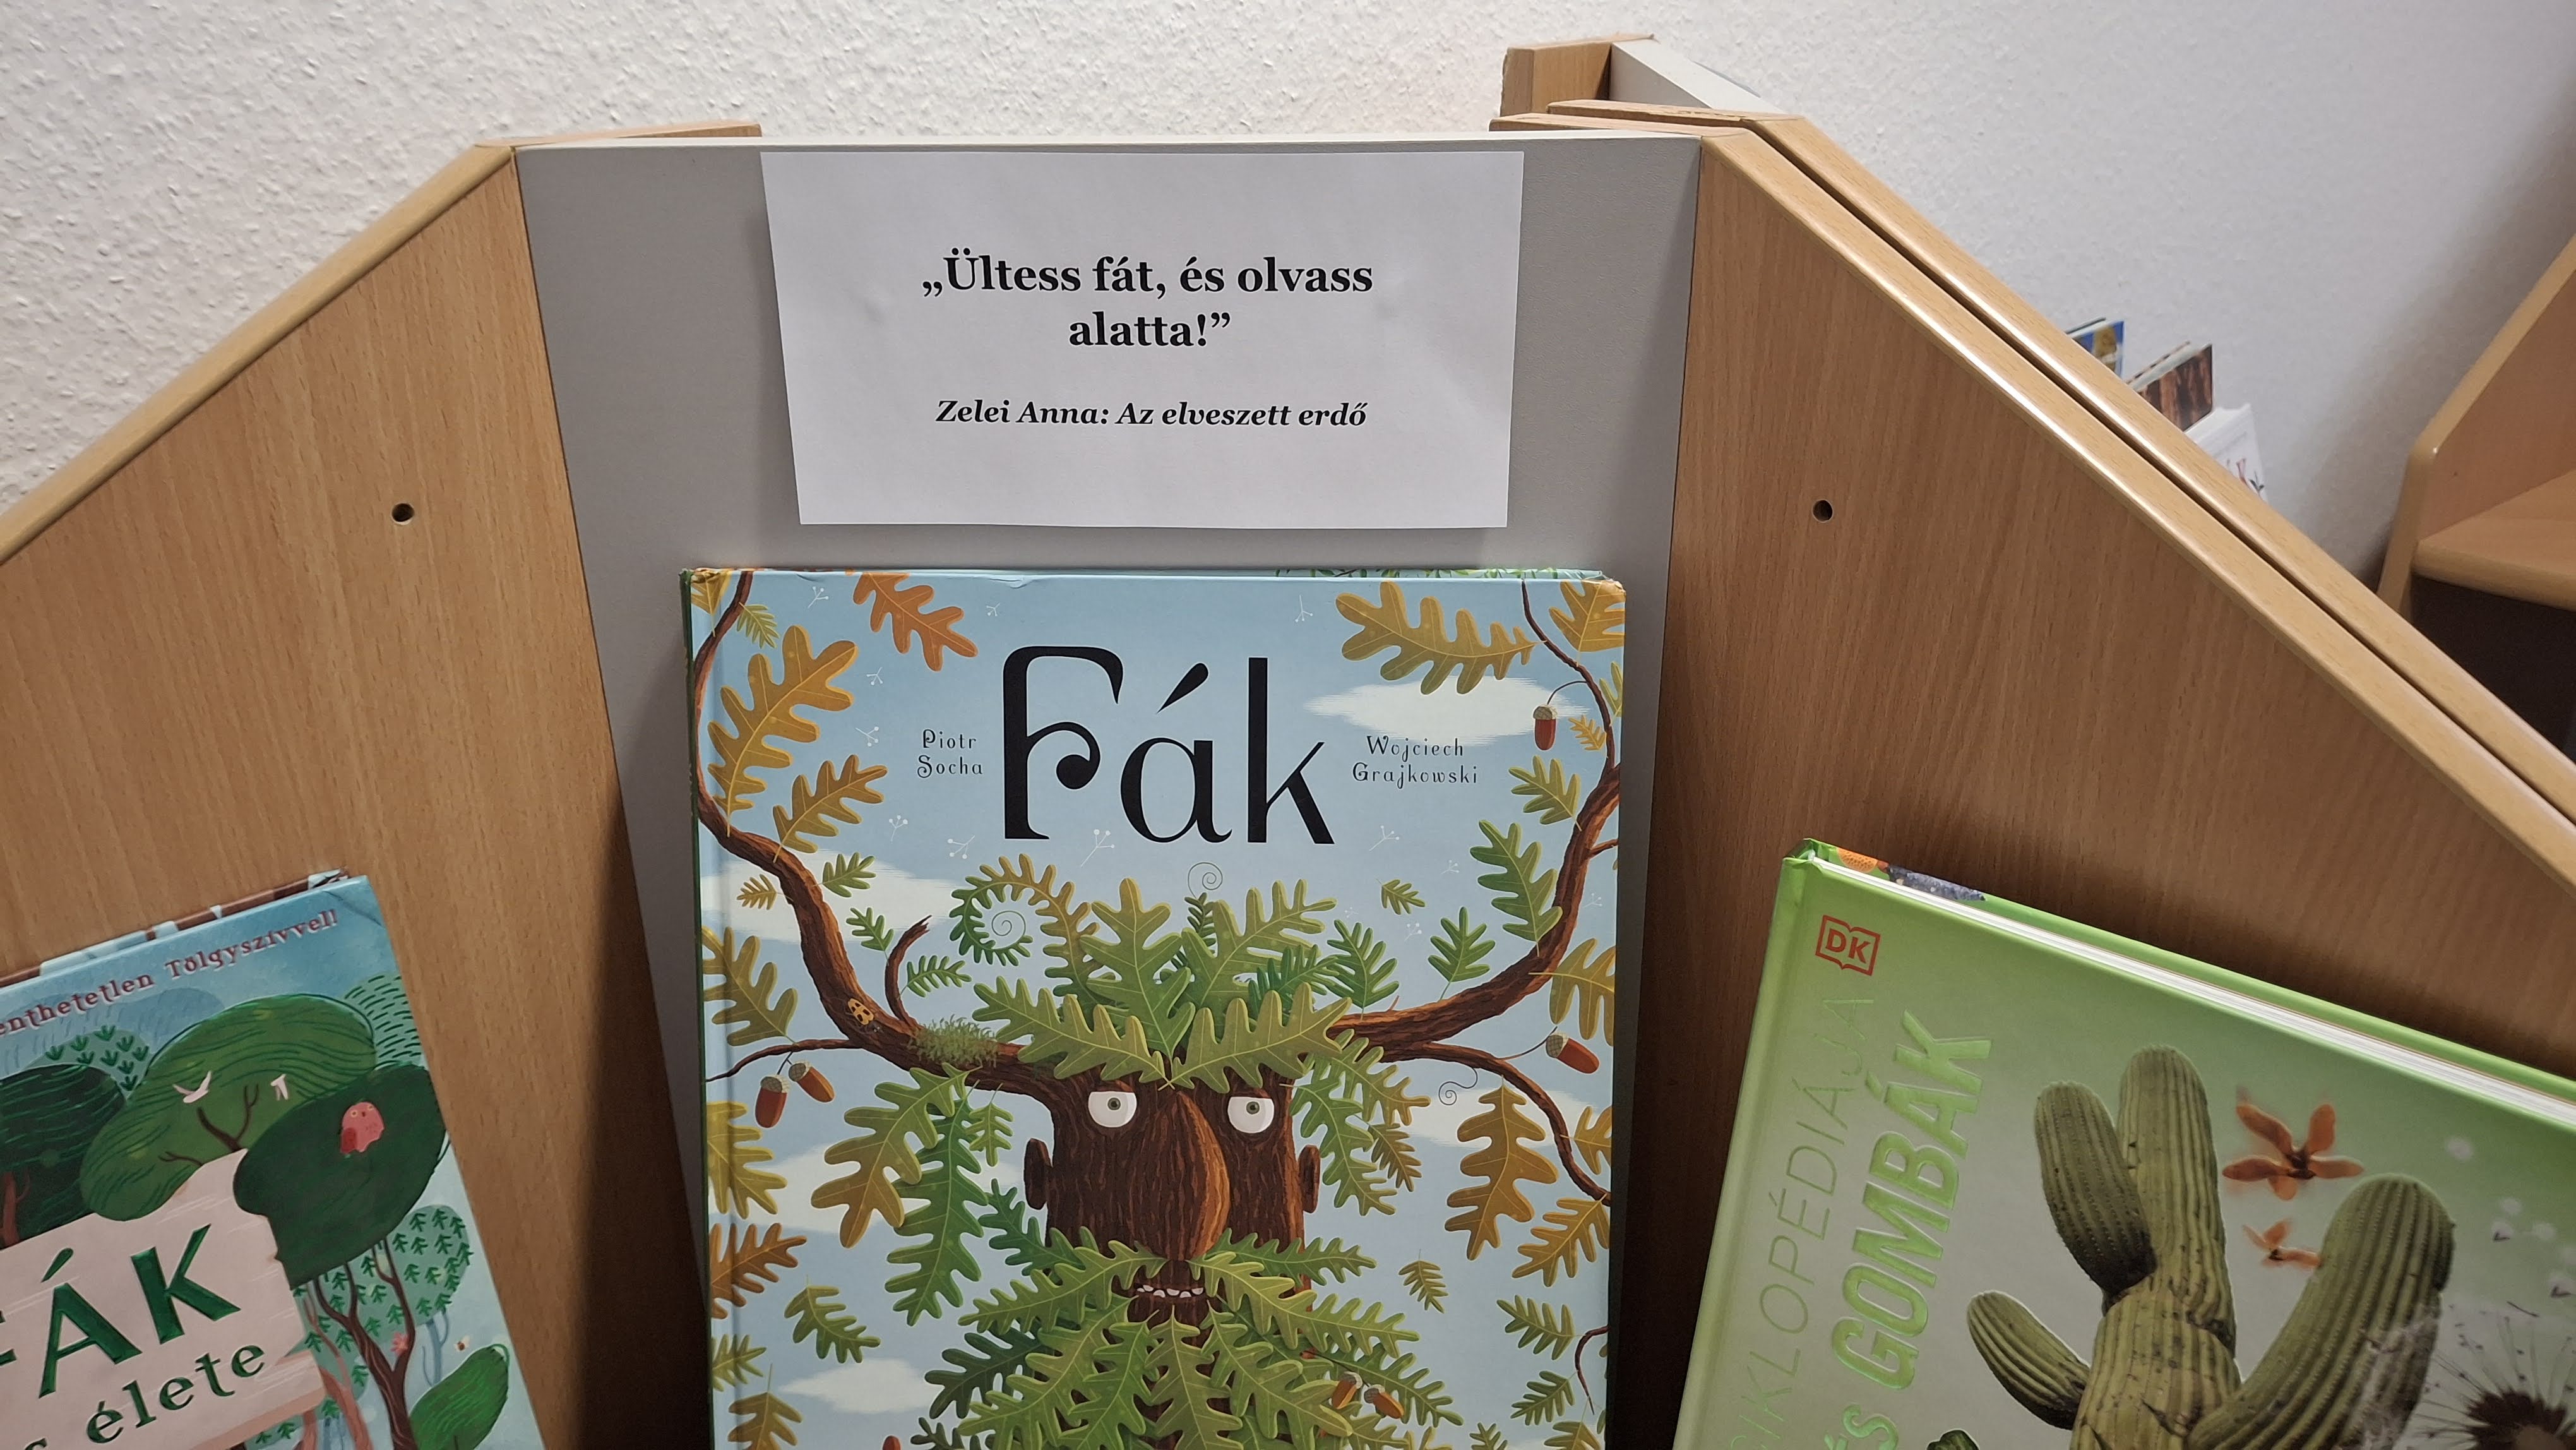 „Ültess fát, és olvass
alatta!”
Zelei Anna: Az elveszett erdő
Fák
Piotr
Socha
Wojciech
Grajkowski
Tölgyszívvel!
FÁK
élete
DK
ÉS GOMBÁK